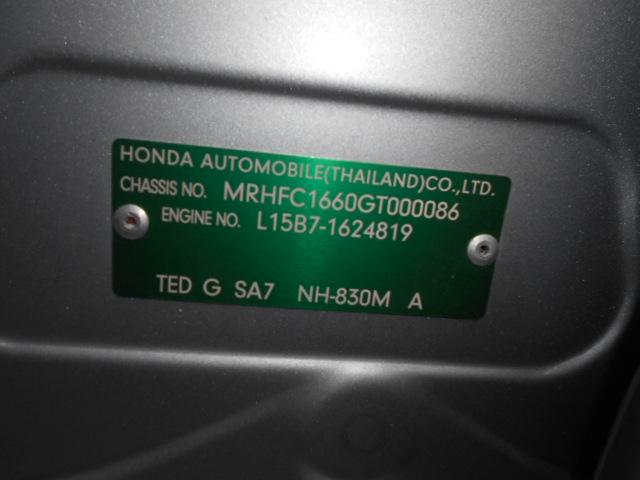 HONDA AUTOMOBILE(THAILAND)CO.,LTD.
CHASSIS NO. MRHFC1660GT000086
ENGINE NO. L15B7-1624819
TED G SA7 NH-830M A